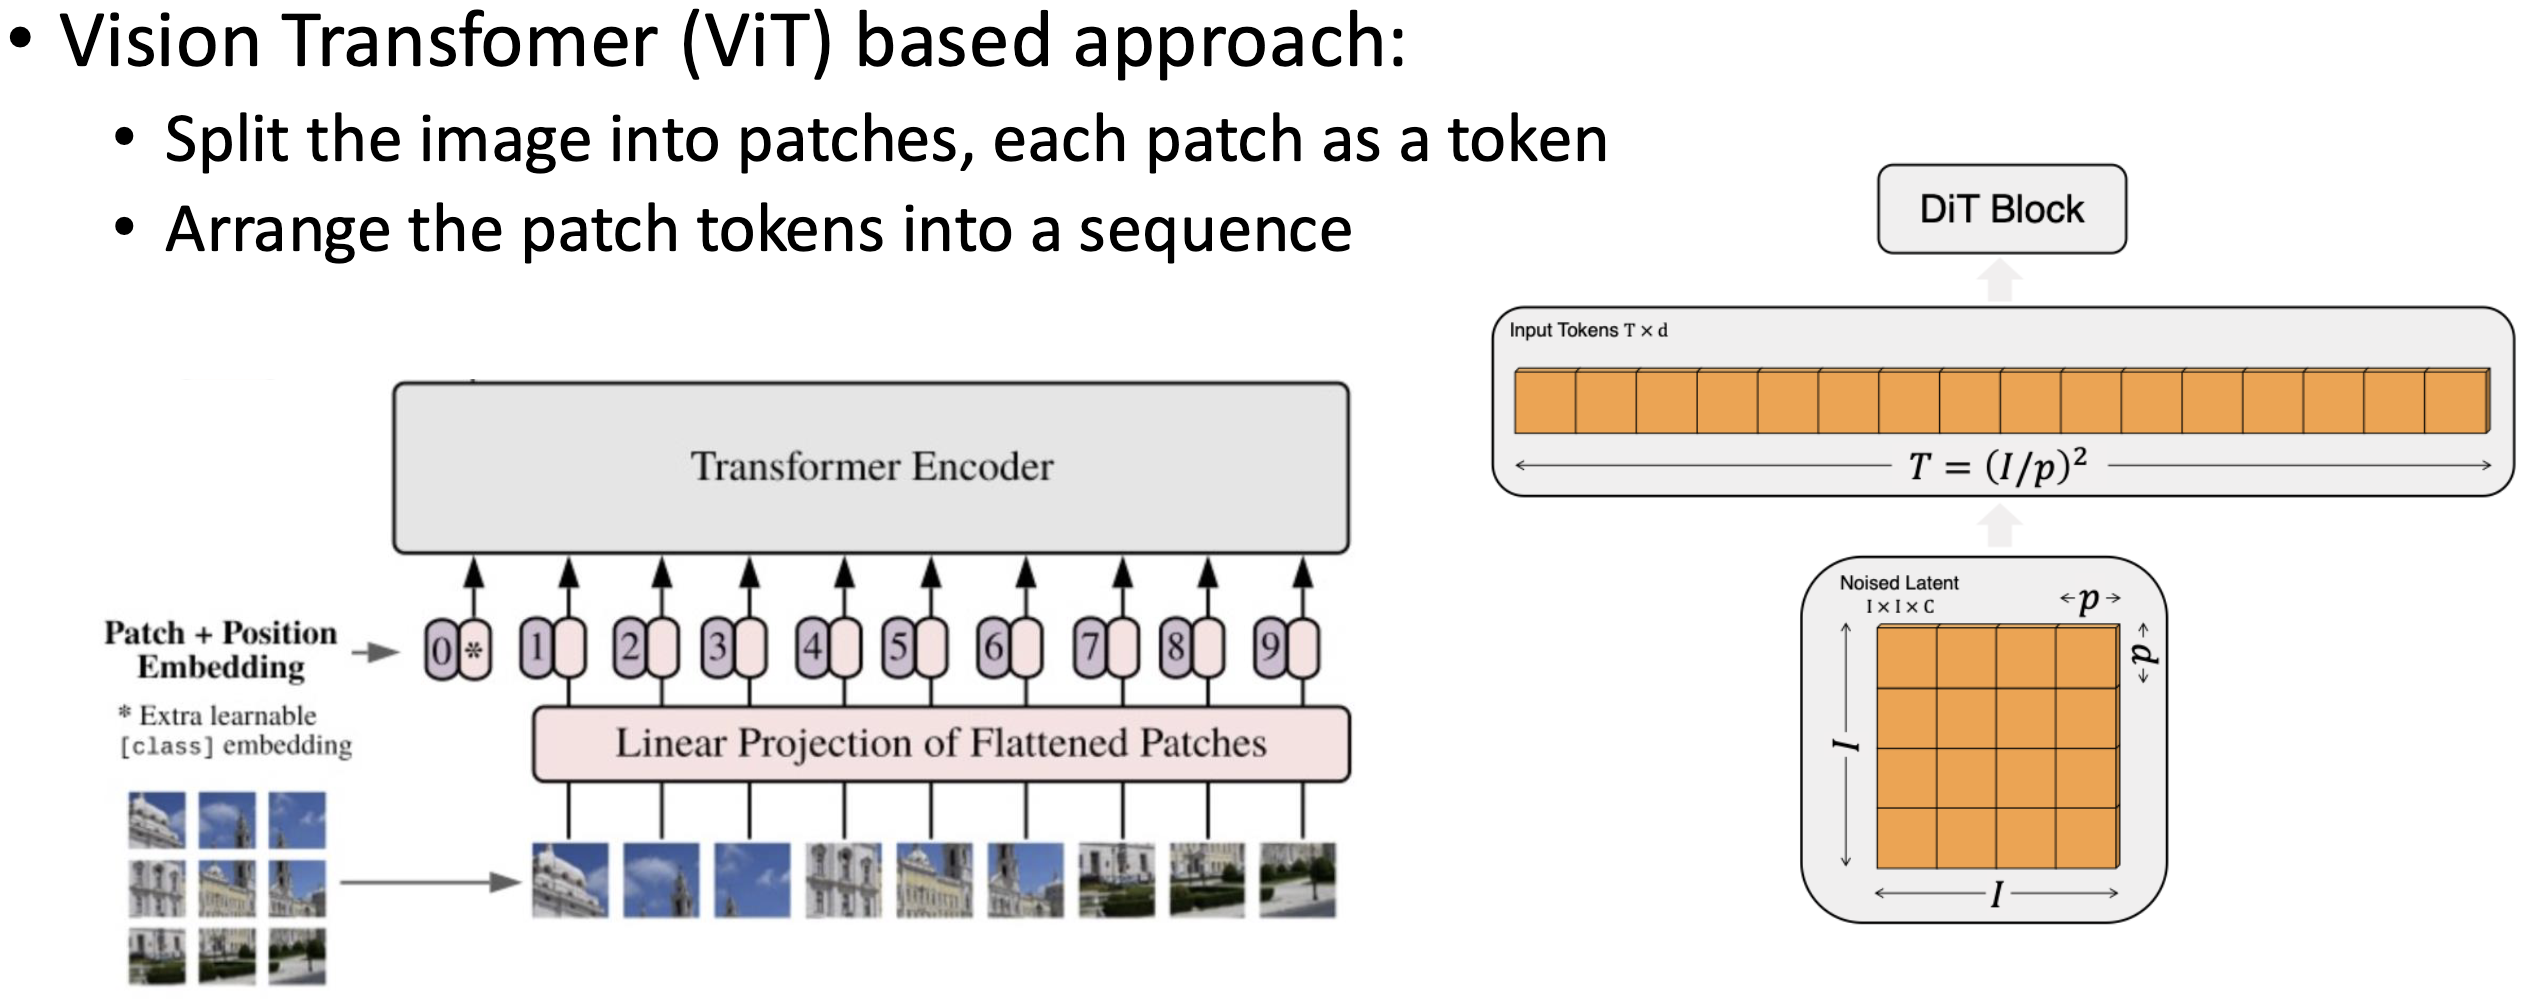 • Vision Transfomer (ViT) based approach:
• Split the image into patches, each patch as a token
• Arrange the patch tokens into a sequence
Transformer Encoder
Patch + Position
Embedding
0 * 1 2 3 4 5 6 7 8 9
* Extra learnable
[class] embedding
Linear Projection of Flattened Patches
DiT Block
Input Tokens T × d
T = (I/p)²
Noised Latent
I × I × C
p
p
I
I